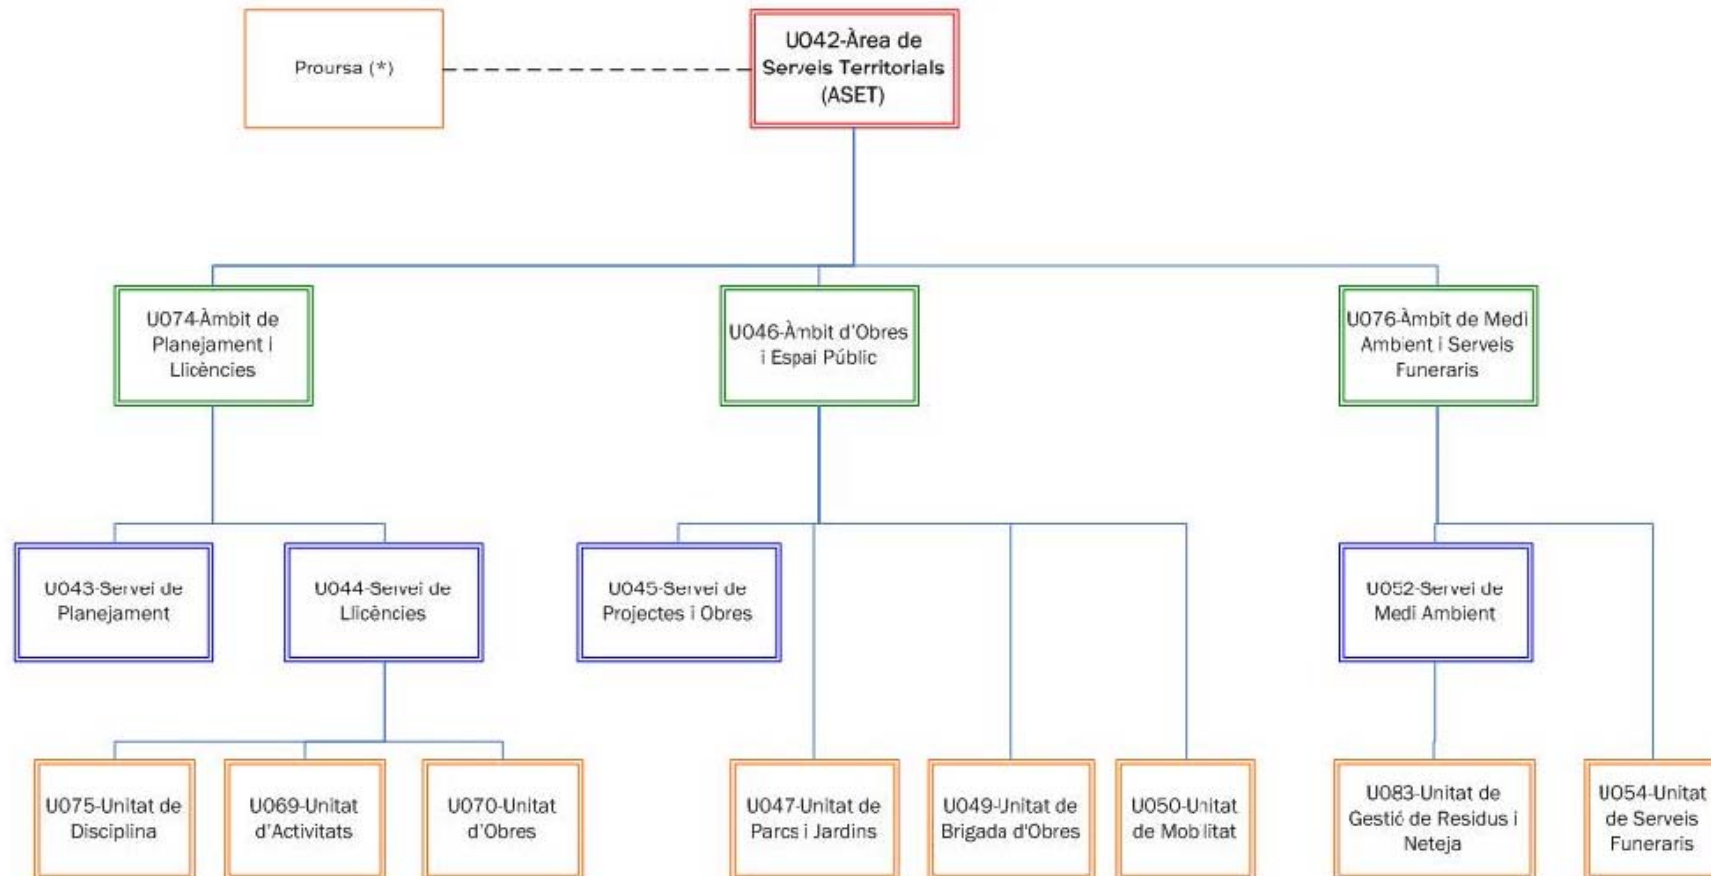 Proursa (*)
U042-Àrea de
Serveis Territorials
(ASET)
U074-Àmbit de
Planejament i
Llicències
U046-Àmbit d'Obres
i Espai Públic
U076-Àmbit de Medi
Ambient i Serveis
Funeraris
U043-Servei de
Planejament
U044-Servei de
Llicències
U045-Servei de
Projectes i Obres
U052-Servei de
Medi Ambient
U075-Unitat de
Disciplina
U069-Unitat
d'Activitats
U070-Unitat
d'Obres
U047-Unitat de
Parcs i Jardins
U049-Unitat de
Brigada d'Obres
U050-Unitat
de Mobilitat
U083-Unitat de
Gestió de Residus i
Neteja
U054-Unitat
de Serveis
Funeraris